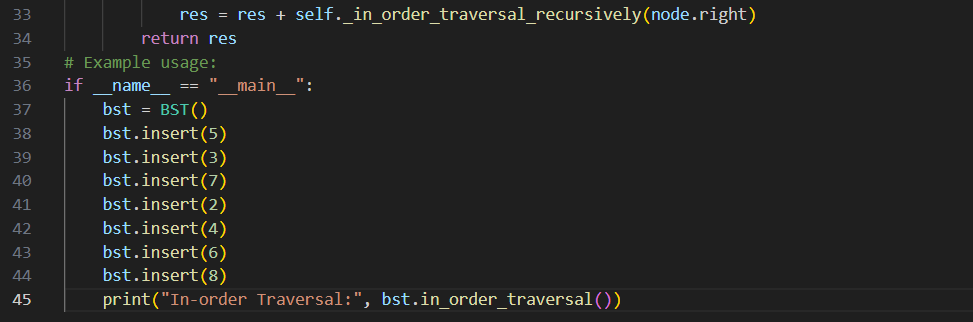 33 res = res + self._in_order_traversal_recursively(node.right)
34 return res
35 # Example usage:
36 if __name__ == "__main__":
37 bst = BST()
38 bst.insert(5)
39 bst.insert(3)
40 bst.insert(7)
41 bst.insert(2)
42 bst.insert(4)
43 bst.insert(6)
44 bst.insert(8)
45 print("In-order Traversal:", bst.in_order_traversal())